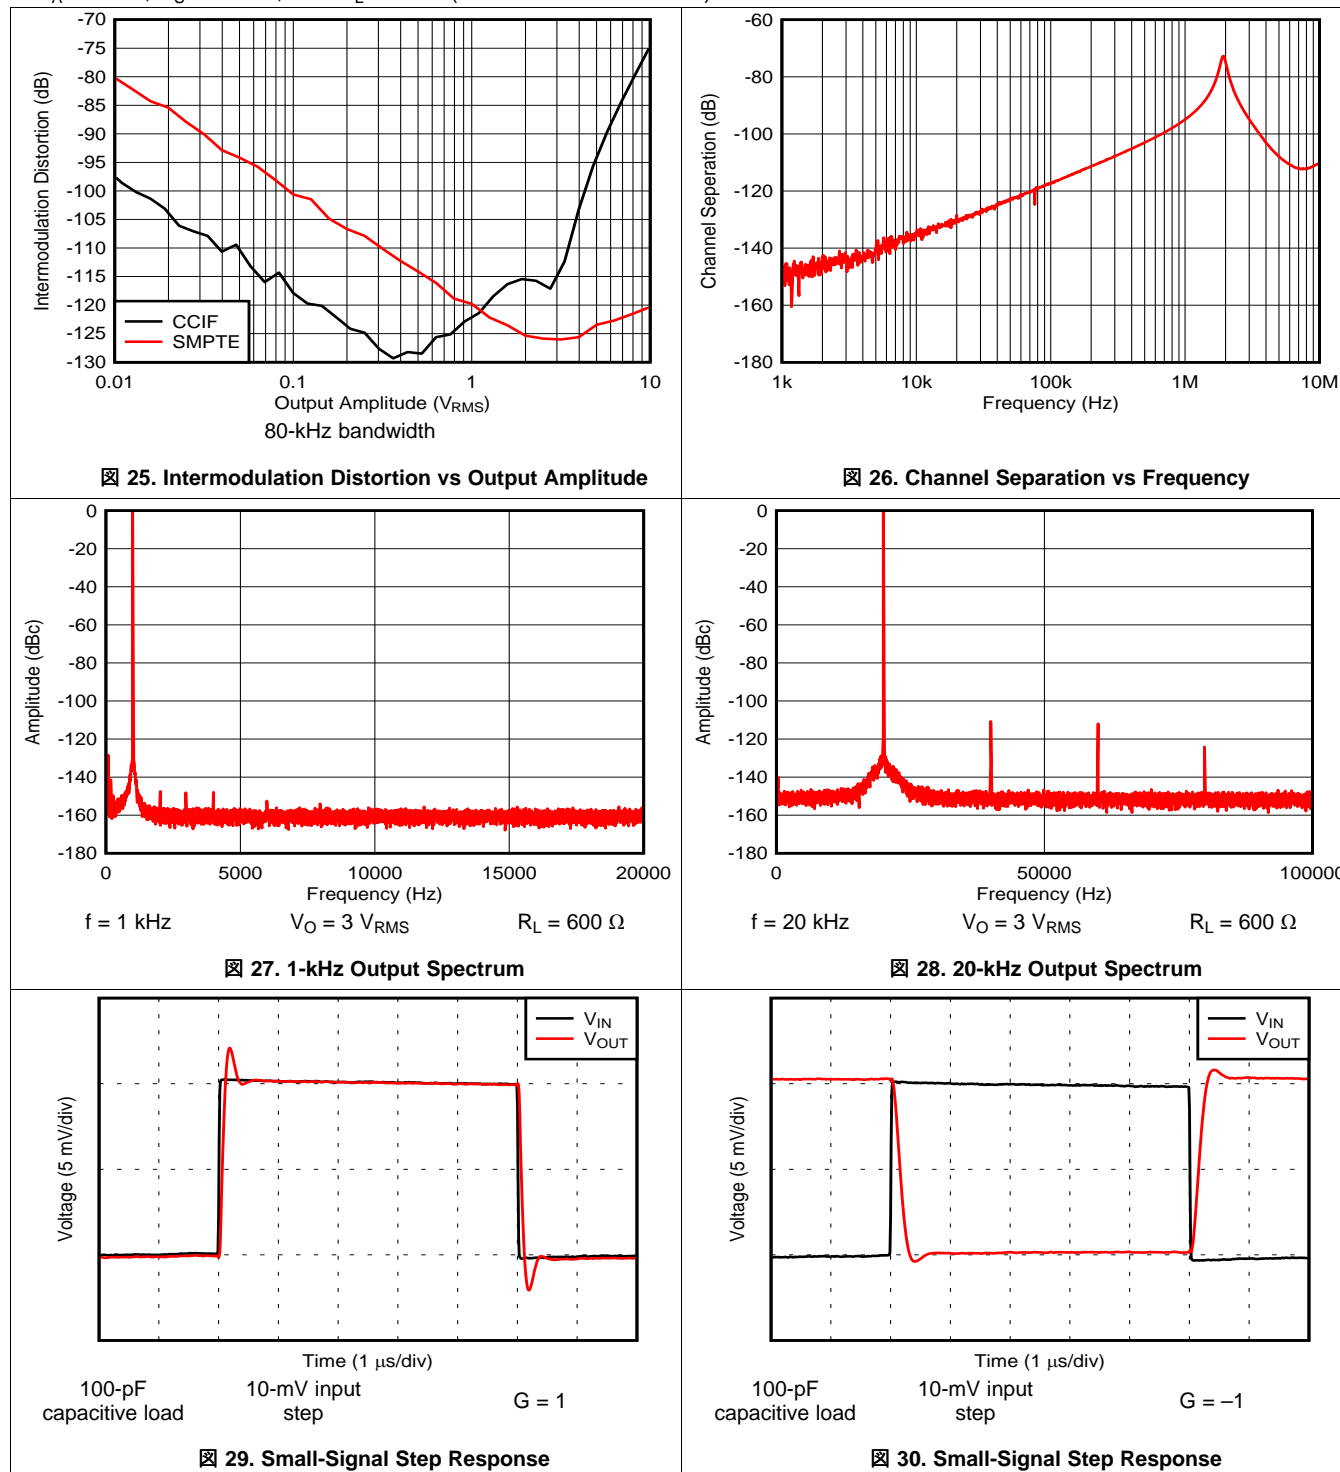 -70
-75
-80
-85
-90
-95
-100
-105
-110
-115
-120
-125
-130
Intermodulation Distortion (dB)
CCIF
SMPTE
0.01 0.1 1 10
Output Amplitude (VRMS)
80-kHz bandwidth
図 25. Intermodulation Distortion vs Output Amplitude
-60
-80
-100
-120
-140
-160
-180
Channel Seperation (dB)
1k 10k 100k 1M 10M
Frequency (Hz)
図 26. Channel Separation vs Frequency
0
-20
-40
-60
-80
-100
-120
-140
-160
-180
Amplitude (dBc)
0 5000 10000 15000 20000
Frequency (Hz)
f = 1 kHz VO = 3 VRMS RL = 600 Ω
図 27. 1-kHz Output Spectrum
0
-20
-40
-60
-80
-100
-120
-140
-160
-180
Amplitude (dBc)
0 50000 100000
Frequency (Hz)
f = 20 kHz VO = 3 VRMS RL = 600 Ω
図 28. 20-kHz Output Spectrum
VIN
VOUT
Voltage (5 mV/div)
Time (1 μs/div)
100-pF capacitive load 10-mV input step G = 1
図 29. Small-Signal Step Response
VIN
VOUT
Voltage (5 mV/div)
Time (1 μs/div)
100-pF capacitive load 10-mV input step G = –1
図 30. Small-Signal Step Response